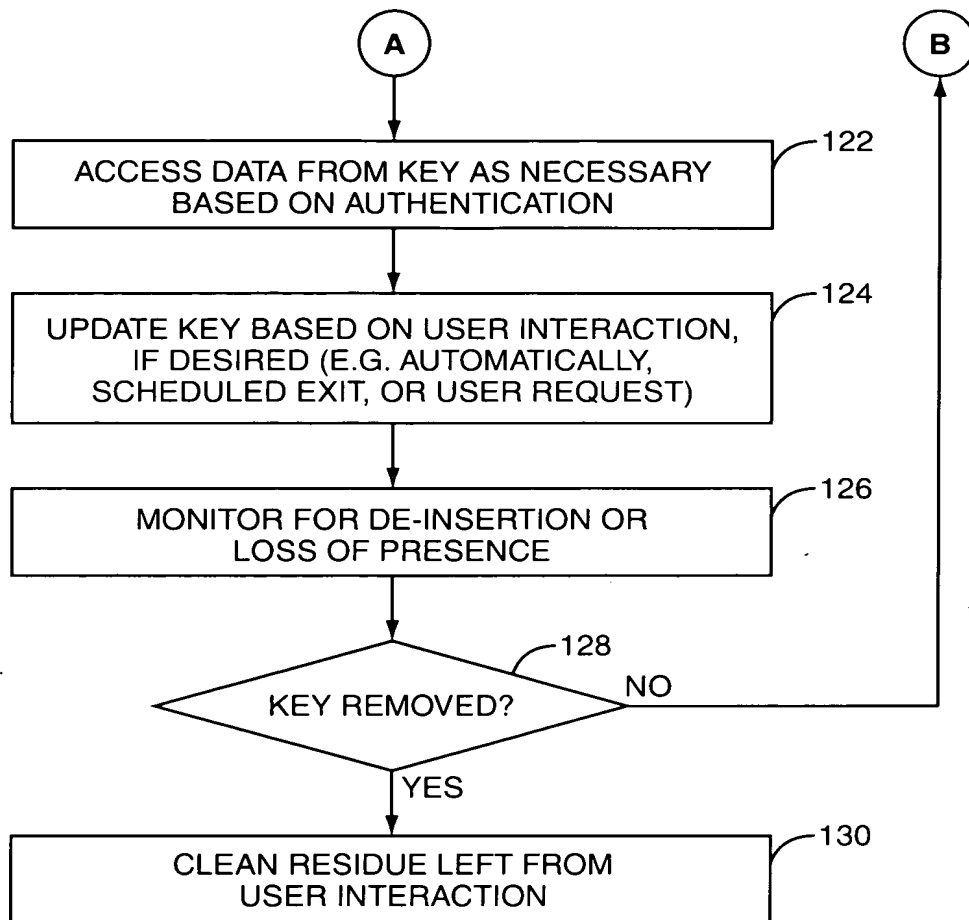 A
B
122
ACCESS DATA FROM KEY AS NECESSARY
BASED ON AUTHENTICATION
124
UPDATE KEY BASED ON USER INTERACTION,
IF DESIRED (E.G. AUTOMATICALLY,
SCHEDULED EXIT, OR USER REQUEST)
126
MONITOR FOR DE-INSERTION OR
LOSS OF PRESENCE
128
KEY REMOVED?
NO
YES
130
CLEAN RESIDUE LEFT FROM
USER INTERACTION